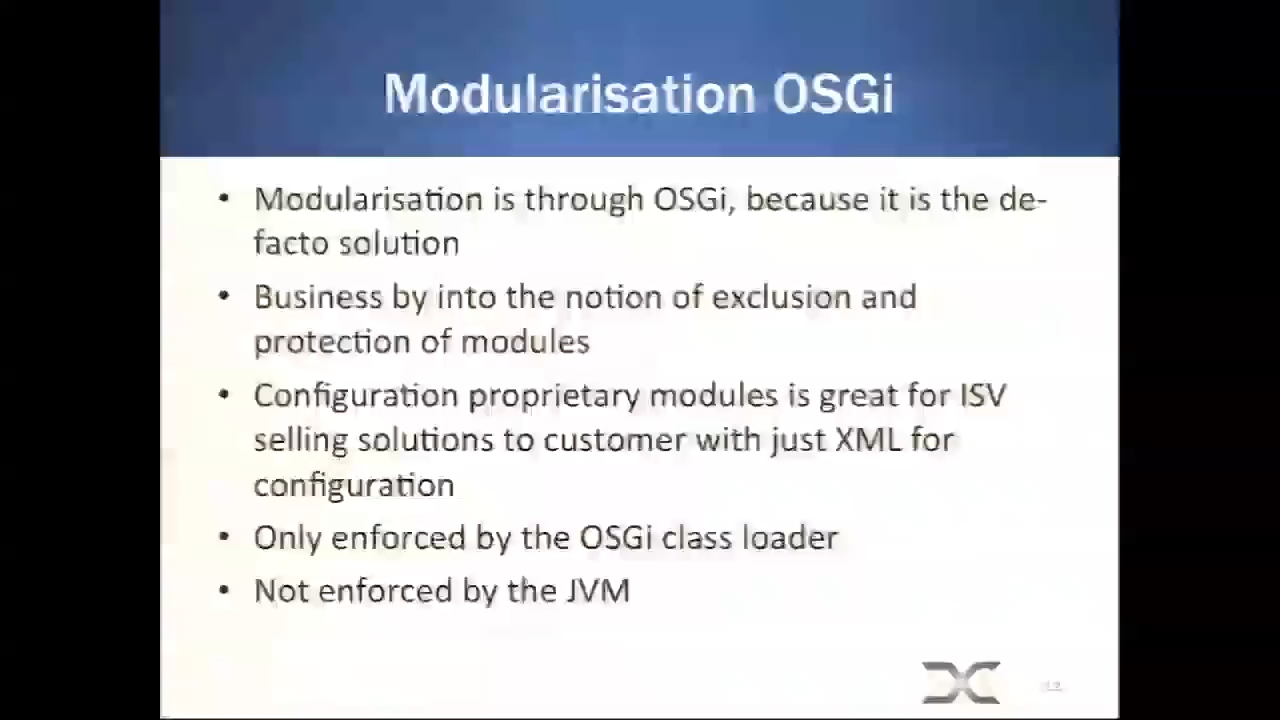 Modularisation OSGi
• Modularisation is through OSGi, because it is the de-
facto solution
• Business by into the notion of exclusion and
protection of modules
• Configuration proprietary modules is great for ISV
selling solutions to customer with just XML for
configuration
• Only enforced by the OSGi class loader
• Not enforced by the JVM